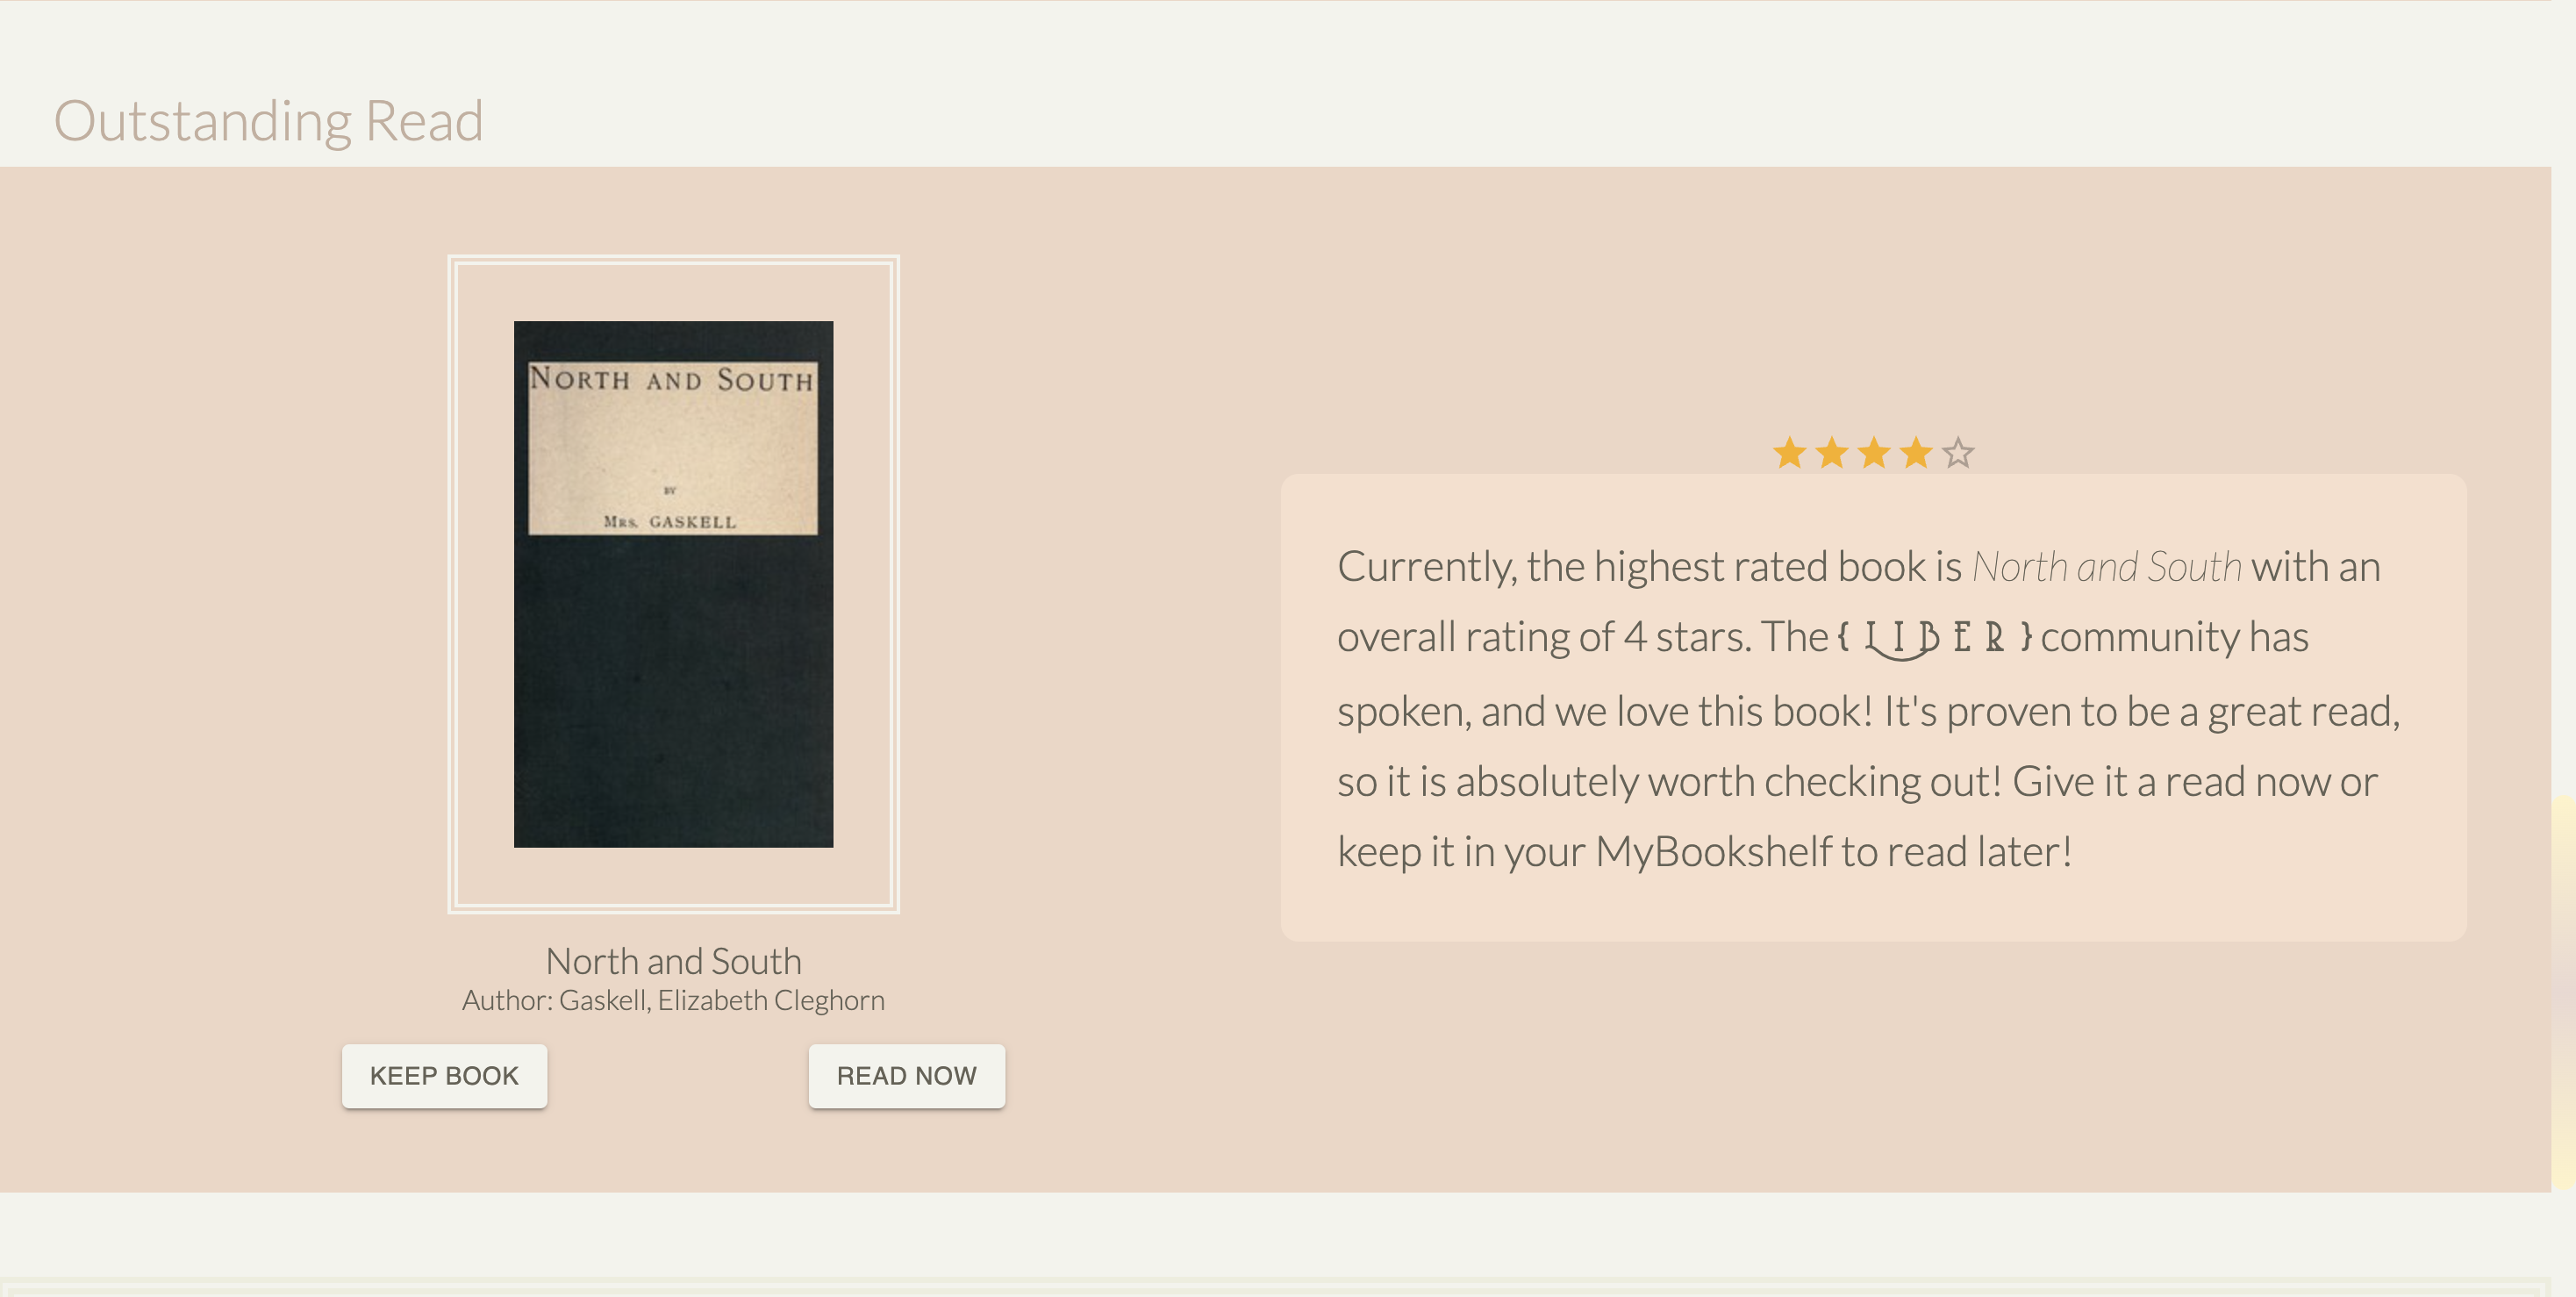 Outstanding Read
NORTH AND SOUTH
BY
MRS. GASKELL
North and South
Author: Gaskell, Elizabeth Cleghorn
KEEP BOOK
READ NOW
Currently, the highest rated book is North and South with an
overall rating of 4 stars. The { LIBER } community has
spoken, and we love this book! It's proven to be a great read,
so it is absolutely worth checking out! Give it a read now or
keep it in your MyBookshelf to read later!